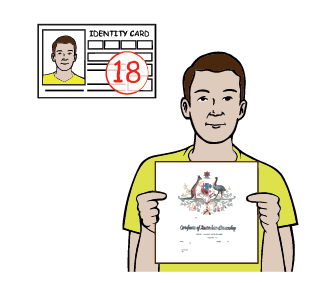 IDENTITY CARD
18
Certificate of Australian Citizenship